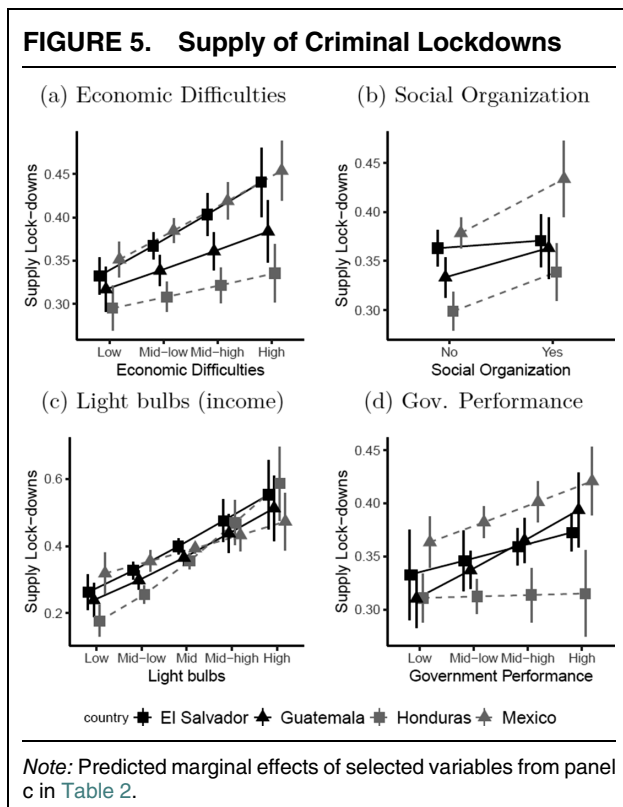 FIGURE 5. Supply of Criminal Lockdowns
(a) Economic Difficulties
Supply Lock−downs
0.45
0.40
0.35
0.30
Low Mid−low Mid−high High
Economic Difficulties
(b) Social Organization
Supply Lock−downs
0.45
0.40
0.35
0.30
No Yes
Social Organization
(c) Light bulbs (income)
Supply Lock−downs
0.6
0.4
0.2
Low Mid−low Mid Mid−high High
Light bulbs
(d) Gov. Performance
Supply Lock−downs
0.45
0.40
0.35
0.30
Low Mid−low Mid−high High
Government Performance
country El Salvador Guatemala Honduras Mexico
Note: Predicted marginal effects of selected variables from panel
c in Table 2.